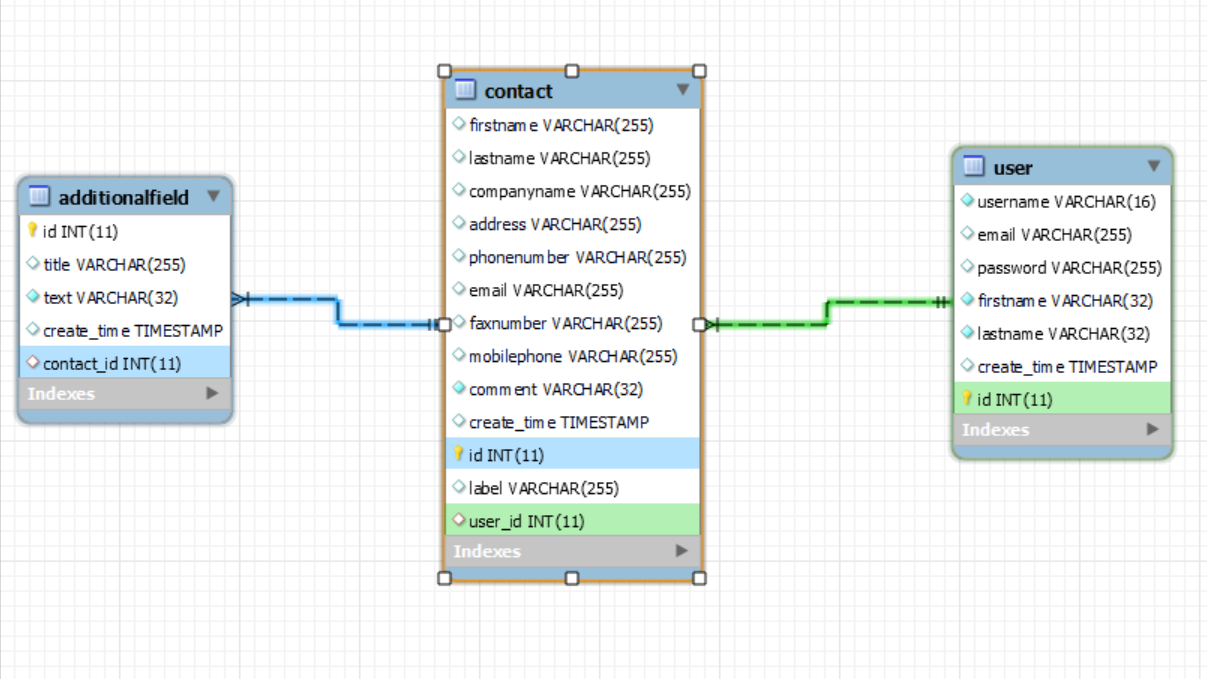 additionalfield
id INT(11)
title VARCHAR(255)
text VARCHAR(32)
create_time TIMESTAMP
contact_id INT(11)
Indexes
contact
firstname VARCHAR(255)
lastname VARCHAR(255)
companyname VARCHAR(255)
address VARCHAR(255)
phonenumber VARCHAR(255)
email VARCHAR(255)
faxnumber VARCHAR(255)
mobilephone VARCHAR(255)
comment VARCHAR(32)
create_time TIMESTAMP
id INT(11)
label VARCHAR(255)
user_id INT(11)
Indexes
user
username VARCHAR(16)
email VARCHAR(255)
password VARCHAR(255)
firstname VARCHAR(32)
lastname VARCHAR(32)
create_time TIMESTAMP
id INT(11)
Indexes